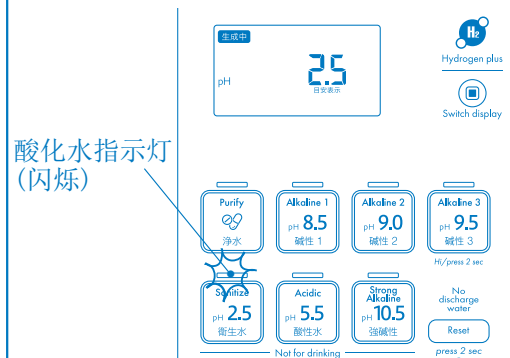 生成中
pH 2.5
目安表示
H2
Hydrogen plus
Switch display
酸化水指示灯
(闪烁)
Purify
净水
Alkaline 1
pH 8.5
碱性 1
Alkaline 2
pH 9.0
碱性 2
Alkaline 3
pH 9.5
碱性 3
Hi/press 2 sec
Sanitize
pH 2.5
衛生水
Acidic
pH 5.5
酸性水
Strong
Alkaline
pH 10.5
強碱性
No
discharge
water
Reset
press 2 sec
Not for drinking